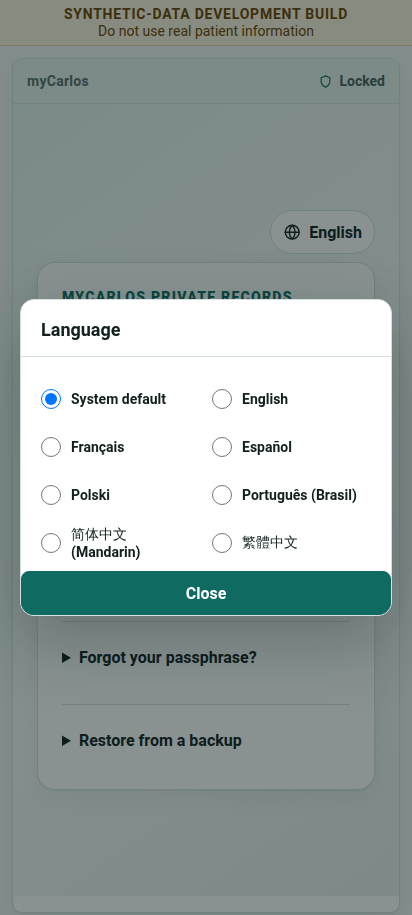 SYNTHETIC-DATA DEVELOPMENT BUILD
Do not use real patient information
myCarlos
Locked
English
MYCARLOS PRIVATE RECORDS
Language
System default
English
Français
Español
Polski
Português (Brasil)
简体中文
(Mandarin)
繁體中文
Close
Forgot your passphrase?
Restore from a backup